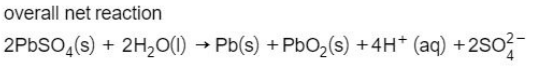 overall net reaction
2PbSO₄(s) + 2H₂O(l) → Pb(s) + PbO₂(s) + 4H⁺ (aq) + 2SO₄²⁻